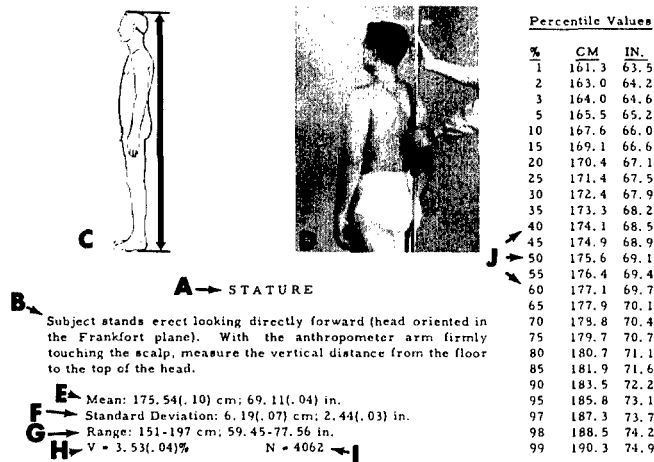 C
D
A STATURE
B
Subject stands erect looking directly forward (head oriented in
the Frankfort plane). With the anthropometer arm firmly
touching the scalp, measure the vertical distance from the floor
to the top of the head.
E Mean: 175.54(.10) cm; 69.11(.04) in.
F Standard Deviation: 6.19(.07) cm; 2.44(.03) in.
G Range: 151-197 cm; 59.45-77.56 in.
H V = 3.53(.04)% N = 4062 I
Percentile Values
% CM IN.
1 161.3 63.5
2 163.0 64.2
3 164.0 64.6
5 165.5 65.2
10 167.6 66.0
15 169.1 66.6
20 170.4 67.1
25 171.4 67.5
30 172.4 67.9
35 173.3 68.2
40 174.1 68.5
45 174.9 68.9
J 50 175.6 69.1
55 176.4 69.4
60 177.1 69.7
65 177.9 70.1
70 178.8 70.4
75 179.7 70.7
80 180.7 71.1
85 181.9 71.6
90 183.5 72.2
95 185.8 73.1
97 187.3 73.7
98 188.5 74.2
99 190.3 74.9